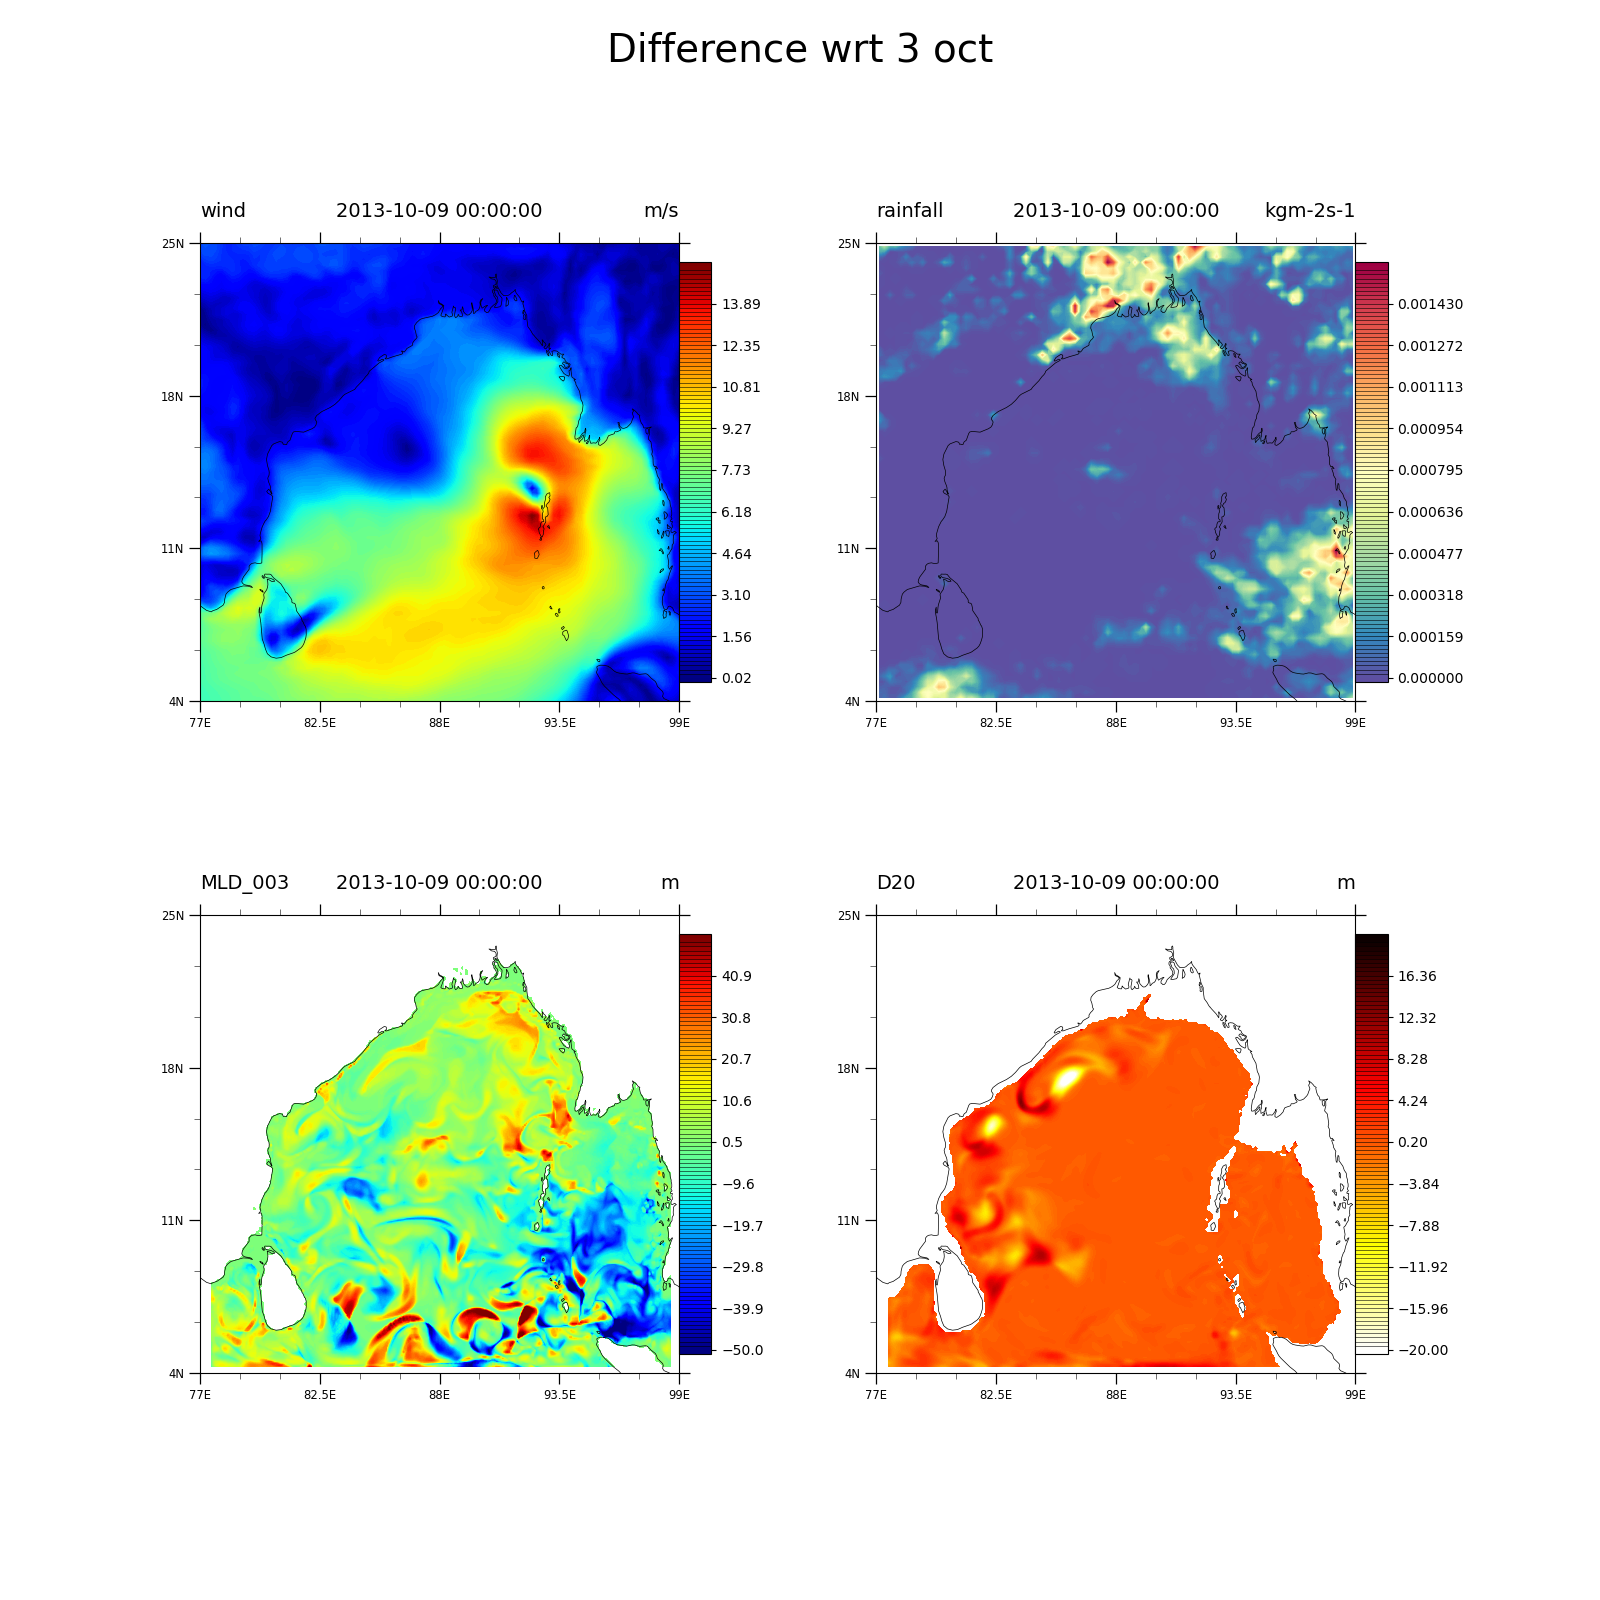 Difference wrt 3 oct
wind 2013-10-09 00:00:00 m/s
25N
18N
11N
4N
77E 82.5E 88E 93.5E 99E
13.89
12.35
10.81
9.27
7.73
6.18
4.64
3.10
1.56
0.02
rainfall 2013-10-09 00:00:00 kgm-2s-1
25N
18N
11N
4N
77E 82.5E 88E 93.5E 99E
0.001430
0.001272
0.001113
0.000954
0.000795
0.000636
0.000477
0.000318
0.000159
0.000000
MLD_003 2013-10-09 00:00:00 m
25N
18N
11N
4N
77E 82.5E 88E 93.5E 99E
40.9
30.8
20.7
10.6
0.5
−9.6
−19.7
−29.8
−39.9
−50.0
D20 2013-10-09 00:00:00 m
25N
18N
11N
4N
77E 82.5E 88E 93.5E 99E
16.36
12.32
8.28
4.24
0.20
−3.84
−7.88
−11.92
−15.96
−20.00